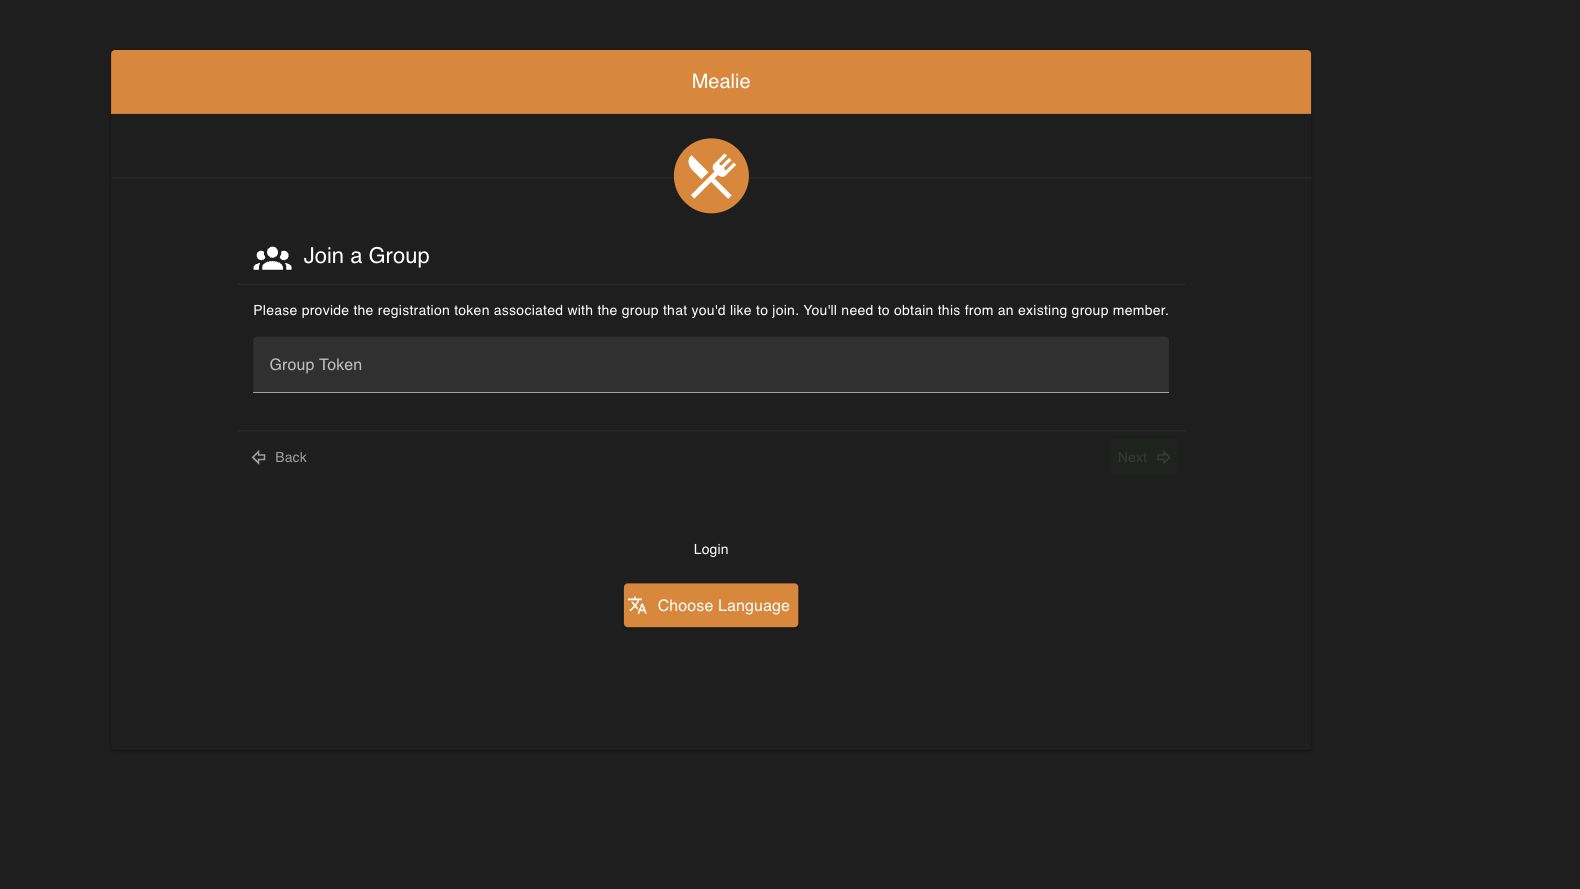 Mealie
Join a Group
Please provide the registration token associated with the group that you'd like to join. You'll need to obtain this from an existing group member.
Group Token
Back
Next
Login
Choose Language